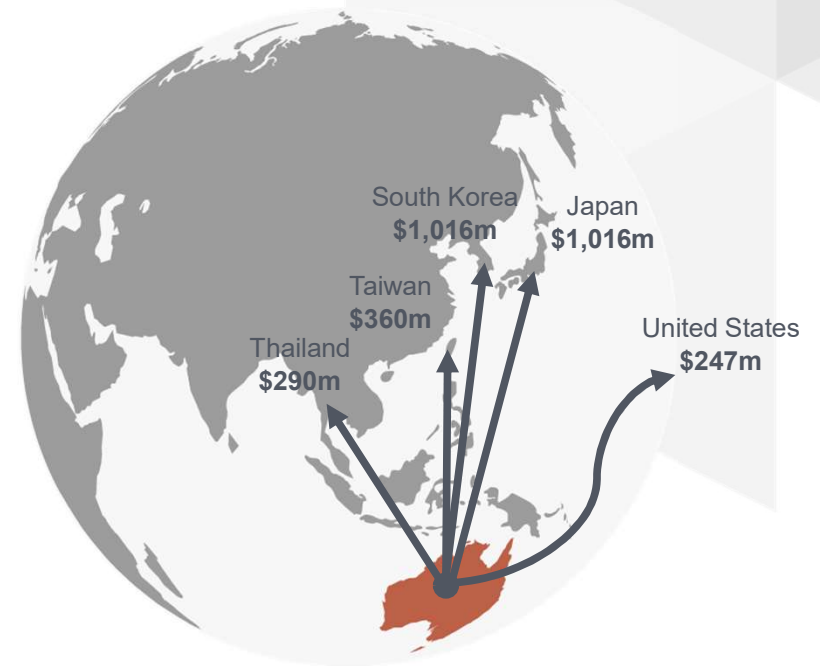 South Korea
$1,016m
Japan
$1,016m
Taiwan
$360m
Thailand
$290m
United States
$247m